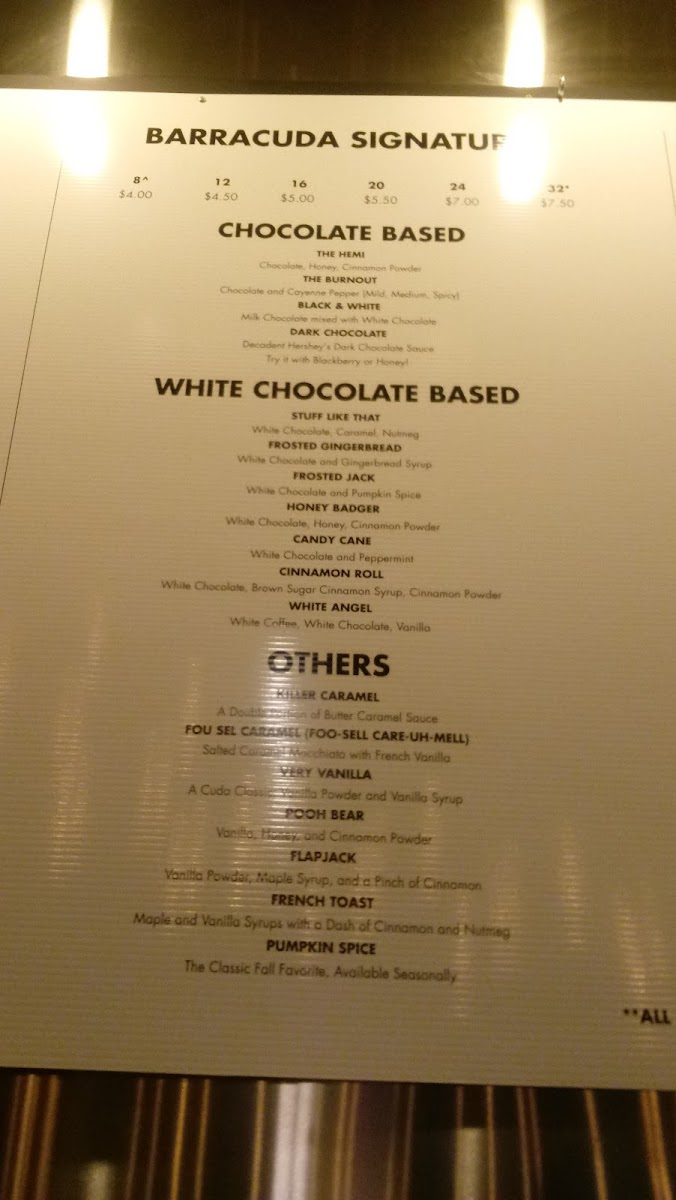 BARRACUDA SIGNATUR
8^ 12 16 20 24 32*
$4.00 $4.50 $5.00 $5.50 $7.00 $7.50
CHOCOLATE BASED
THE HEMI
Chocolate, Honey, Cinnamon Powder
THE BURNOUT
Chocolate and Cayenne Pepper (Mild, Medium, Spicy)
BLACK & WHITE
Milk Chocolate mixed with White Chocolate
DARK CHOCOLATE
Decadent Hershey's Dark Chocolate Sauce
Try it with Blackberry or Honey!
WHITE CHOCOLATE BASED
STUFF LIKE THAT
White Chocolate, Caramel, Nutmeg
FROSTED GINGERBREAD
White Chocolate and Gingerbread Syrup
FROSTED JACK
White Chocolate and Pumpkin Spice
HONEY BADGER
White Chocolate, Honey, Cinnamon Powder
CANDY CANE
White Chocolate and Peppermint
CINNAMON ROLL
White Chocolate, Brown Sugar Cinnamon Syrup, Cinnamon Powder
WHITE ANGEL
White Coffee, White Chocolate, Vanilla
OTHERS
KILLER CARAMEL
A Double Portion of Butter Caramel Sauce
FOU SEL CARAMEL (FOO-SELL CARE-UH-MELL)
Salted Caramel Macchiato with French Vanilla
VERY VANILLA
A Cuda Classic, Vanilla Powder and Vanilla Syrup
POOH BEAR
Vanilla, Honey, and Cinnamon Powder
FLAPJACK
Vanilla Powder, Maple Syrup, and a Pinch of Cinnamon
FRENCH TOAST
Maple and Vanilla Syrups with a Dash of Cinnamon and Nutmeg
PUMPKIN SPICE
The Classic Fall Favorite, Available Seasonally
**ALL